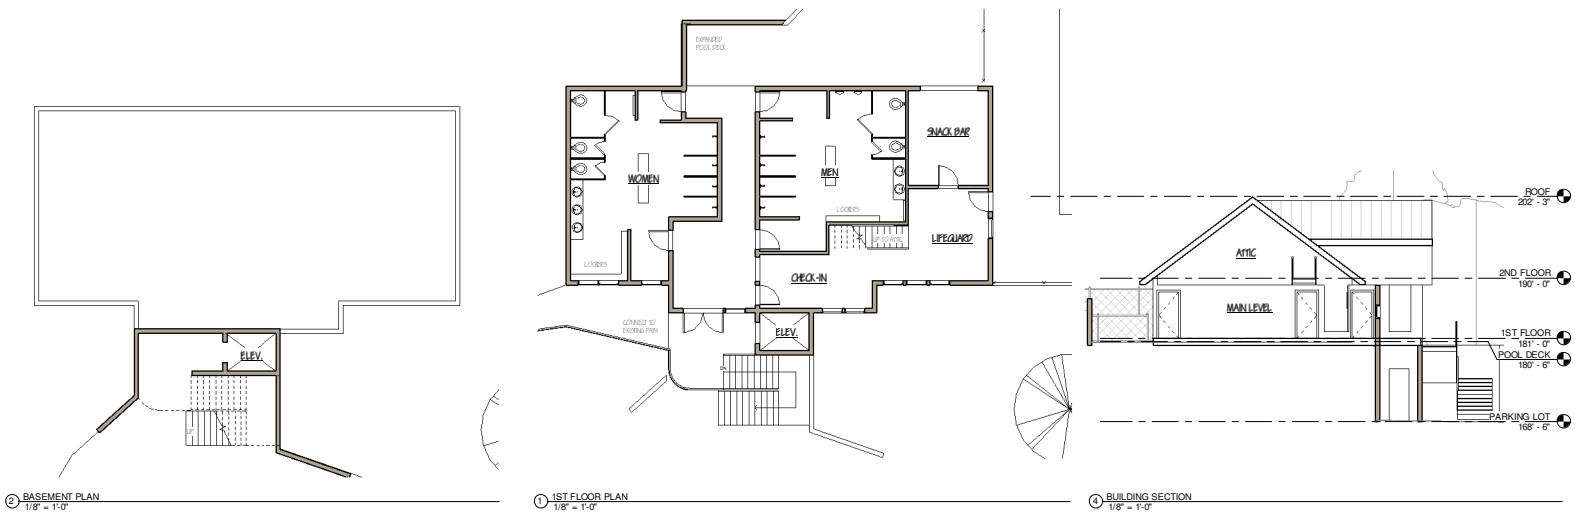 ELEV.
UP
2
BASEMENT PLAN
1/8" = 1'-0"
EXPANDED
POOL DECK
SNACK BAR
WOMEN
MEN
LOCKERS
UP TO ATTIC
LIFEGUARD
LOCKERS
CHECK-IN
CONNECT TO
EXISTING PATH
ELEV.
DN
1
1ST FLOOR PLAN
1/8" = 1'-0"
ROOF
202' - 3"
ATTIC
2ND FLOOR
190' - 0"
MAIN LEVEL
1ST FLOOR
181' - 0"
POOL DECK
180' - 6"
PARKING LOT
168' - 6"
4
BUILDING SECTION
1/8" = 1'-0"